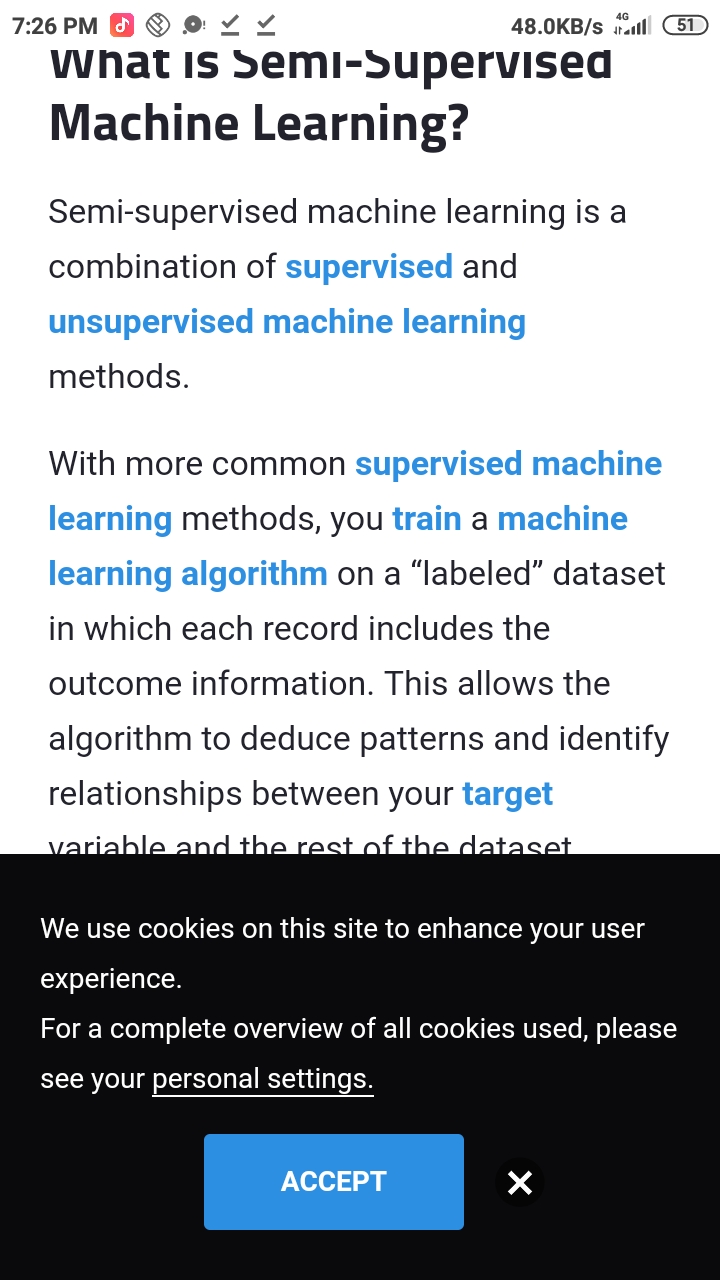 7:26 PM 48.0KB/s 4G 51
What is Semi-Supervised
Machine Learning?
Semi-supervised machine learning is a
combination of supervised and
unsupervised machine learning
methods.
With more common supervised machine
learning methods, you train a machine
learning algorithm on a “labeled” dataset
in which each record includes the
outcome information. This allows the
algorithm to deduce patterns and identify
relationships between your target
variable and the rest of the dataset
We use cookies on this site to enhance your user
experience.
For a complete overview of all cookies used, please
see your personal settings.
ACCEPT